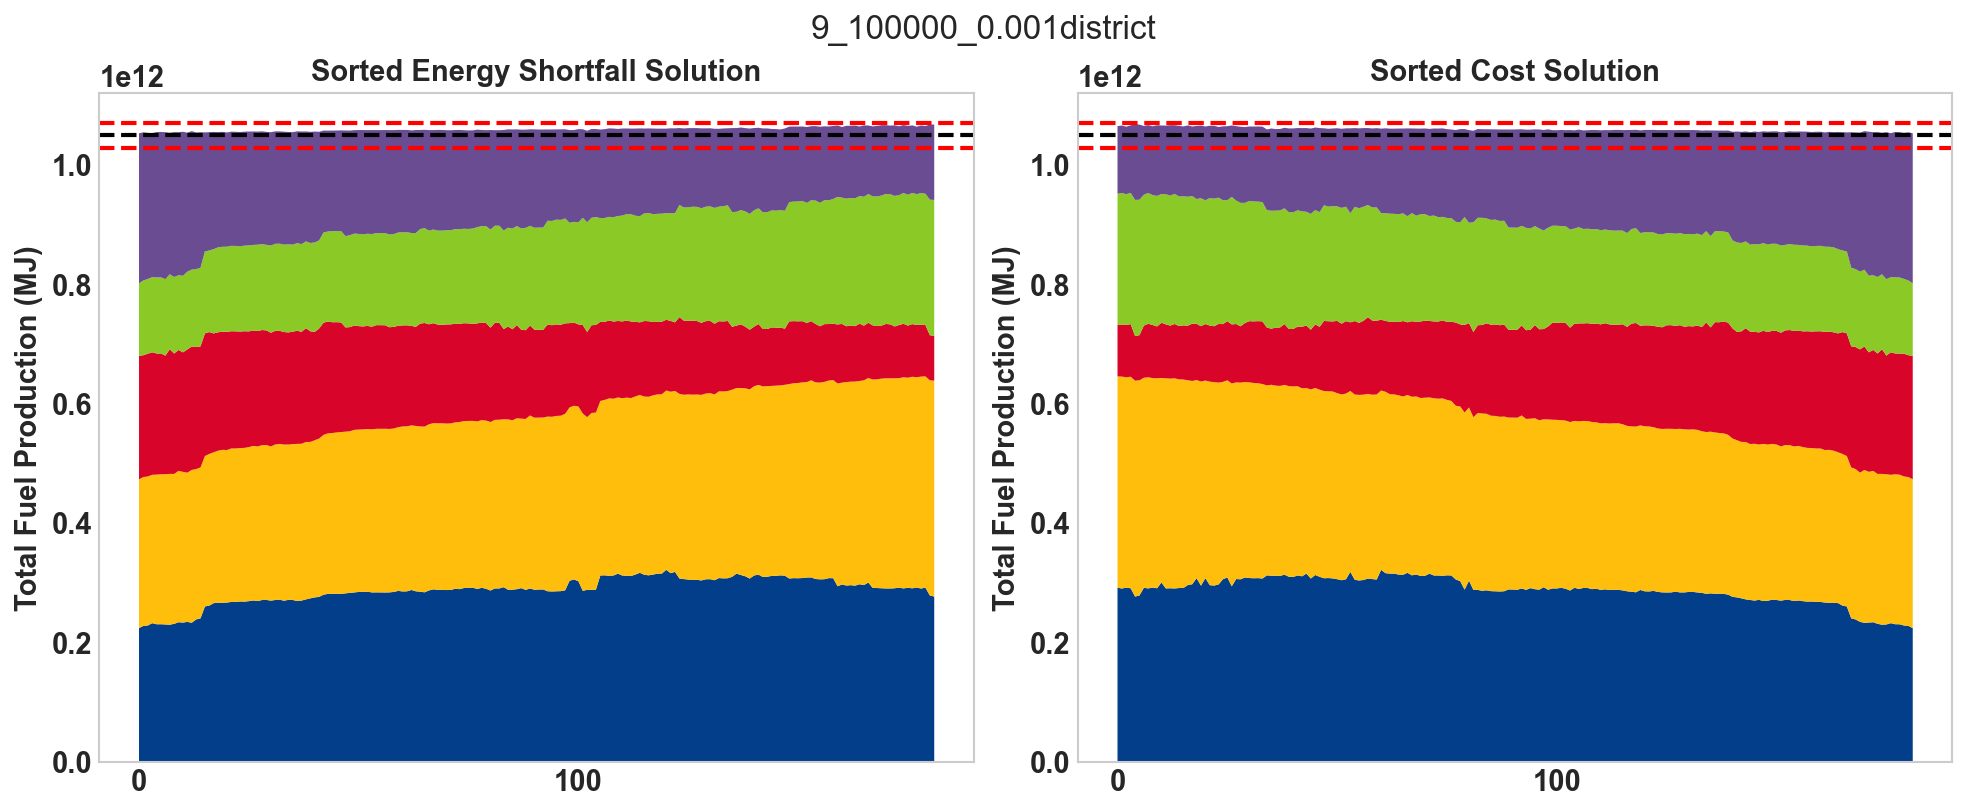 9_100000_0.001district
Sorted Energy Shortfall Solution
1e12
Total Fuel Production (MJ)
1.0
0.8
0.6
0.4
0.2
0.0
0
100
Sorted Cost Solution
1e12
Total Fuel Production (MJ)
1.0
0.8
0.6
0.4
0.2
0.0
0
100